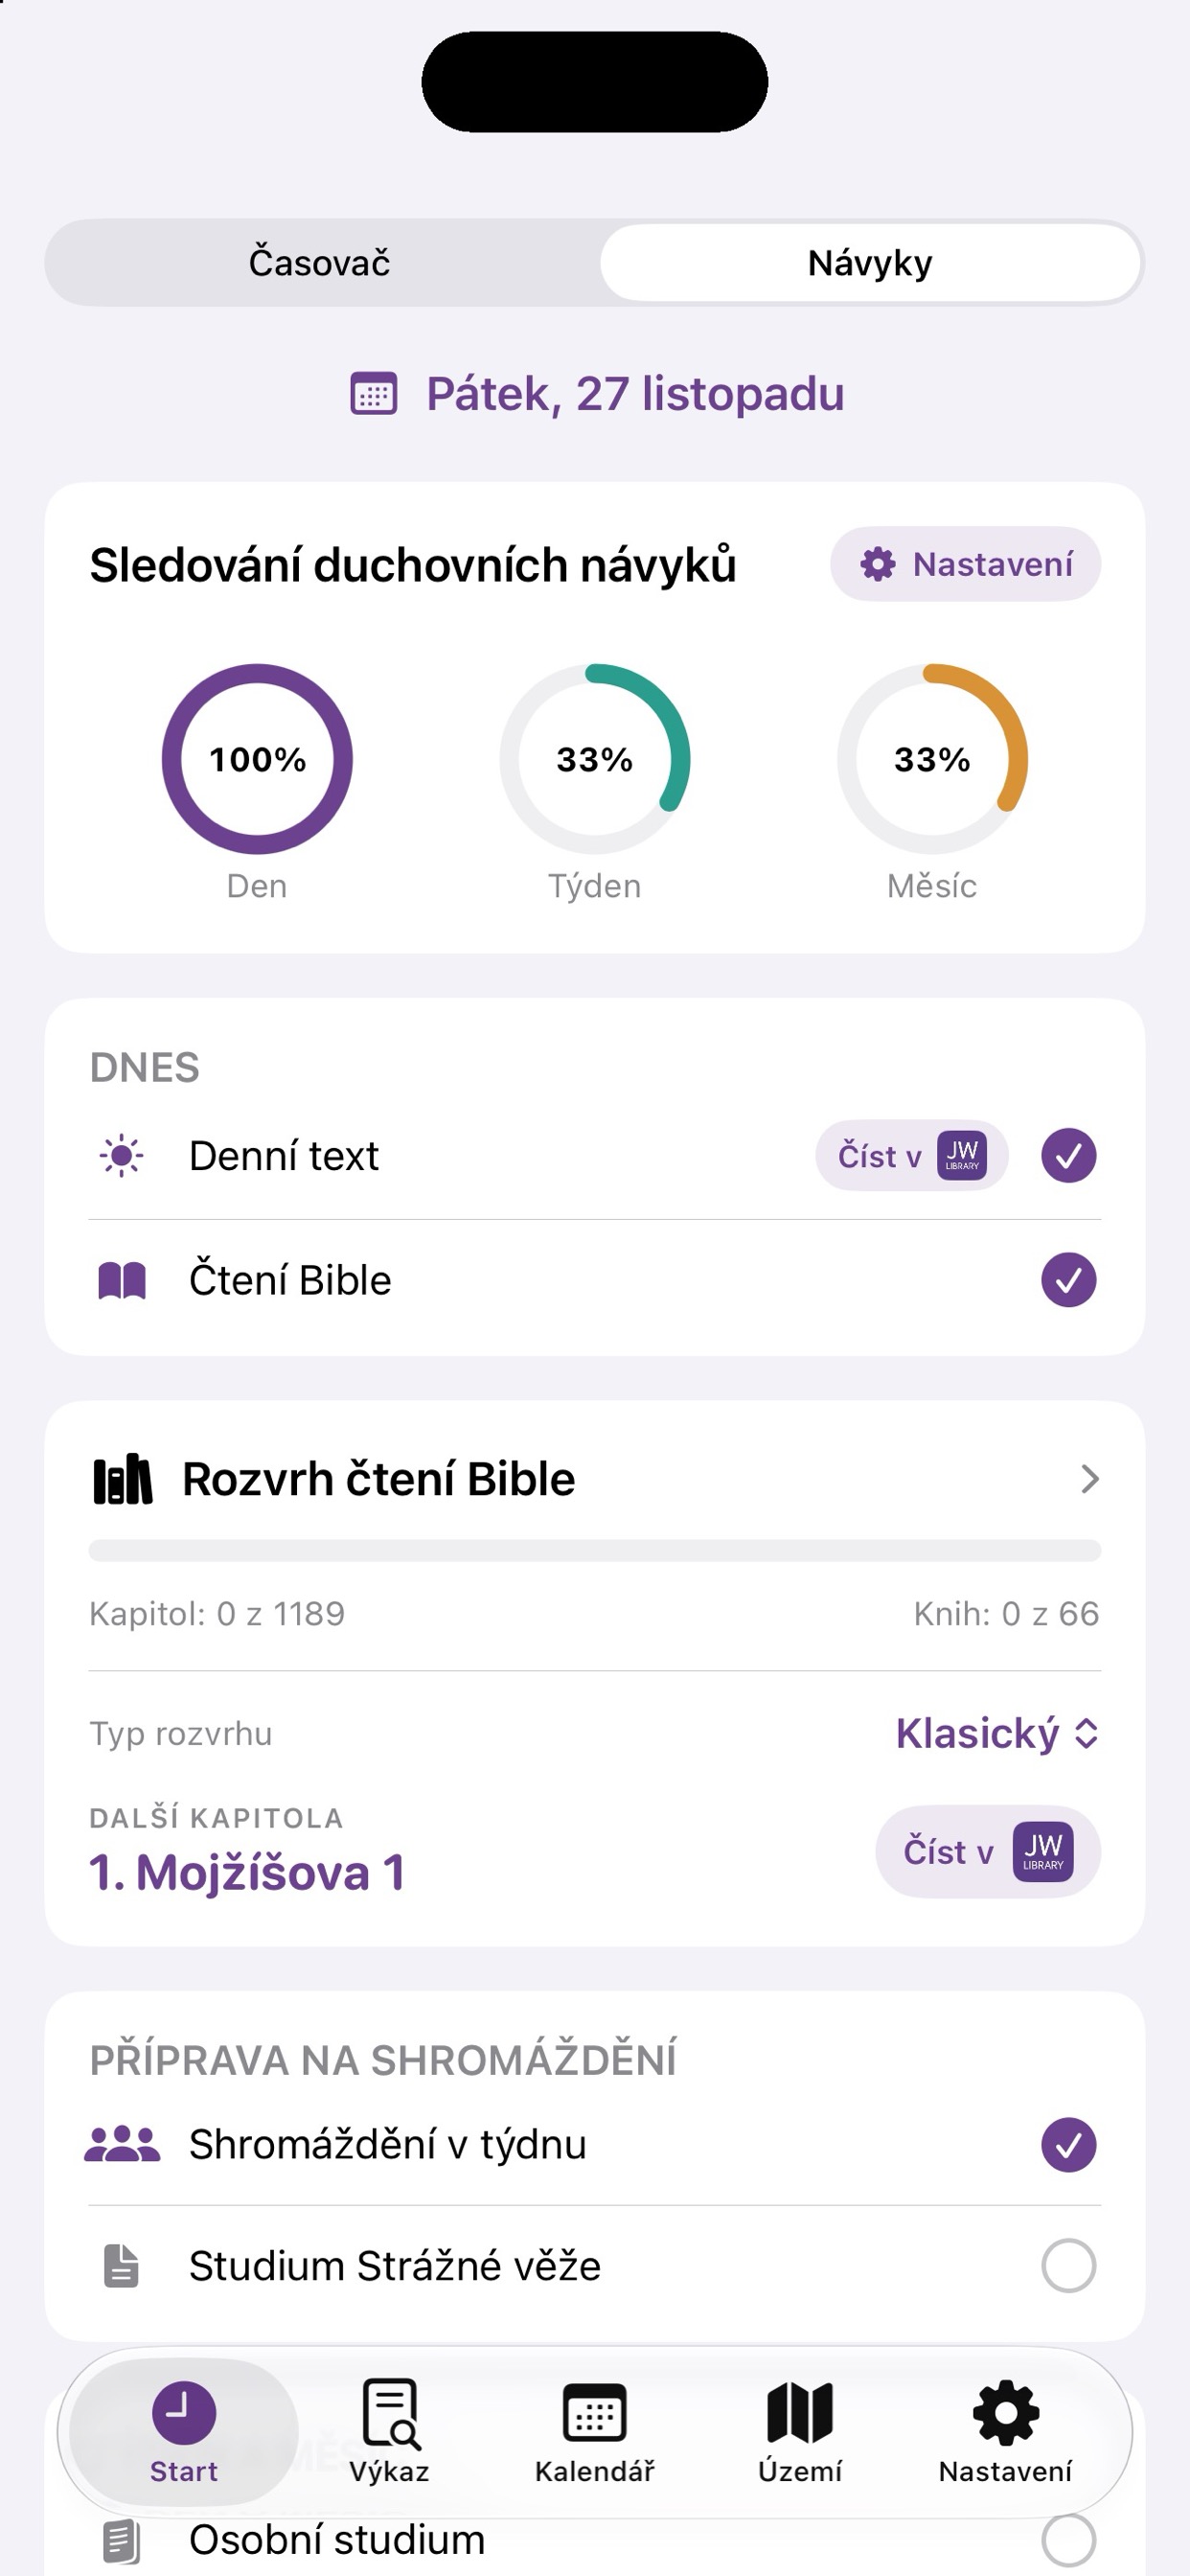 Časovač
Návyky
Pátek, 27 listopadu
Sledování duchovních návyků
Nastavení
100%
33%
33%
Den
Týden
Měsíc
DNES
Denní text
Číst v
JW
LIBRARY
Čtení Bible
Rozvrh čtení Bible
Kapitol: 0 z 1189
Knih: 0 z 66
Typ rozvrhu
Klasický
DALŠÍ KAPITOLA
1. Mojžíšova 1
Číst v
JW
LIBRARY
PŘÍPRAVA NA SHROMÁŽDĚNÍ
Shromáždění v týdnu
Studium Strážné věže
Start
Výkaz
Kalendář
Území
Nastavení
Osobní studium